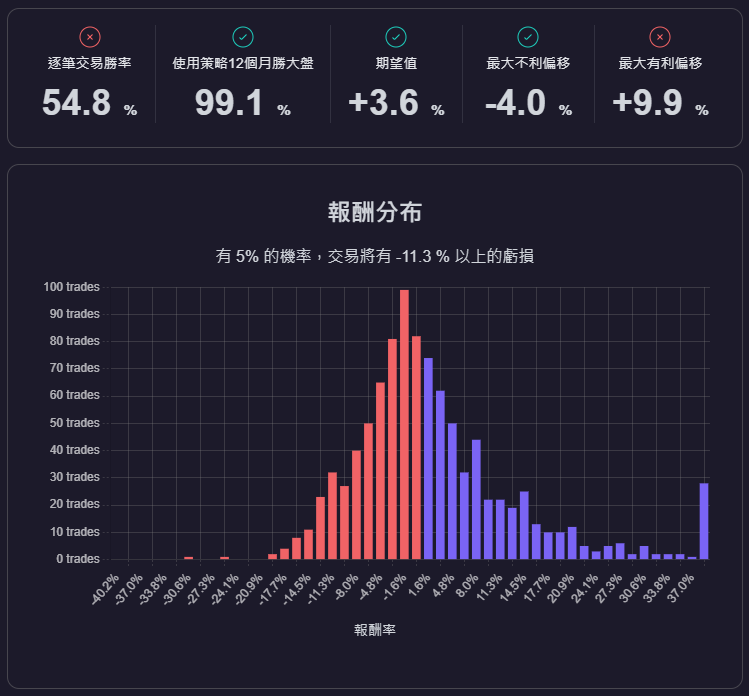 逐筆交易勝率
54.8 %
使用策略12個月勝大盤
99.1 %
期望值
+3.6 %
最大不利偏移
-4.0 %
最大有利偏移
+9.9 %
報酬分布
有 5% 的機率，交易將有 -11.3 % 以上的虧損
100 trades
90 trades
80 trades
70 trades
60 trades
50 trades
40 trades
30 trades
20 trades
10 trades
0 trades
-40.2%
-37.0%
-33.8%
-30.6%
-27.3%
-24.1%
-20.9%
-17.7%
-14.5%
-11.3%
-8.0%
-4.8%
-1.6%
1.6%
4.8%
8.0%
11.3%
14.5%
17.7%
20.9%
24.1%
27.3%
30.6%
33.8%
37.0%
報酬率